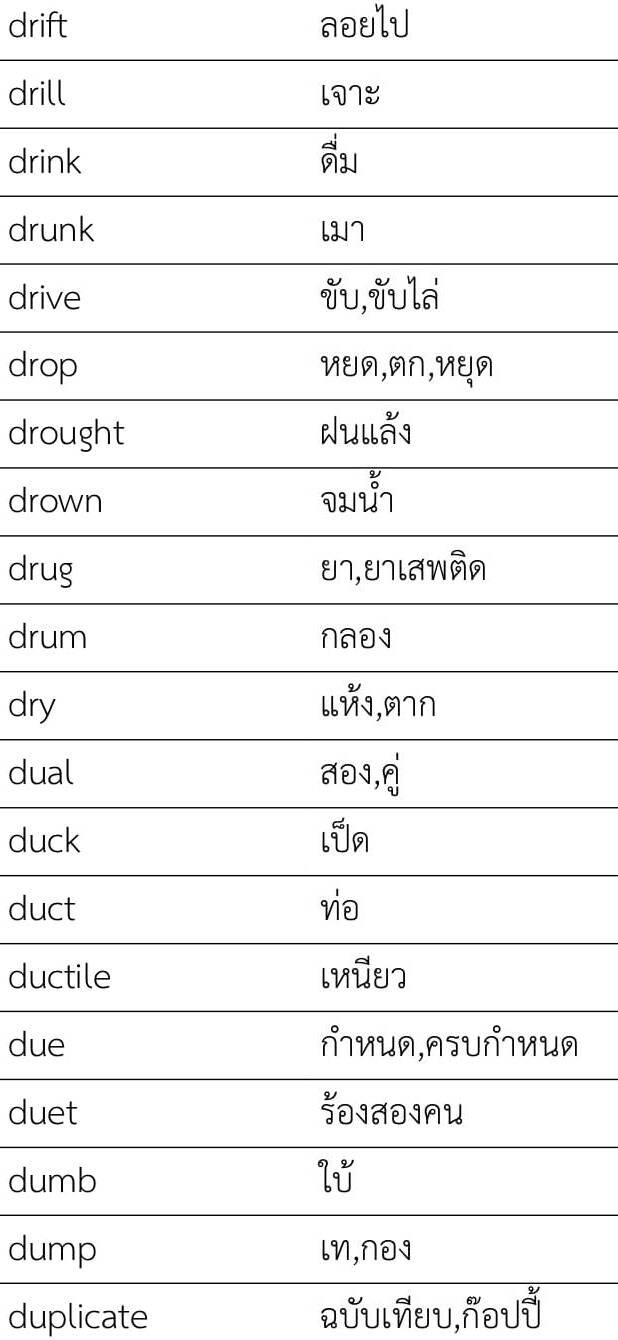 drift ลอยไป
drill เจาะ
drink ดื่ม
drunk เมา
drive ขับ,ขับไล่
drop หยด,ตก,หยุด
drought ฝนแล้ง
drown จมน้ำ
drug ยา,ยาเสพติด
drum กลอง
dry แห้ง,ตาก
dual สอง,คู่
duck เป็ด
duct ท่อ
ductile เหนียว
due กำหนด,ครบกำหนด
duet ร้องสองคน
dumb ใบ้
dump เท,กอง
duplicate ฉบับเทียบ,ก๊อปปี้